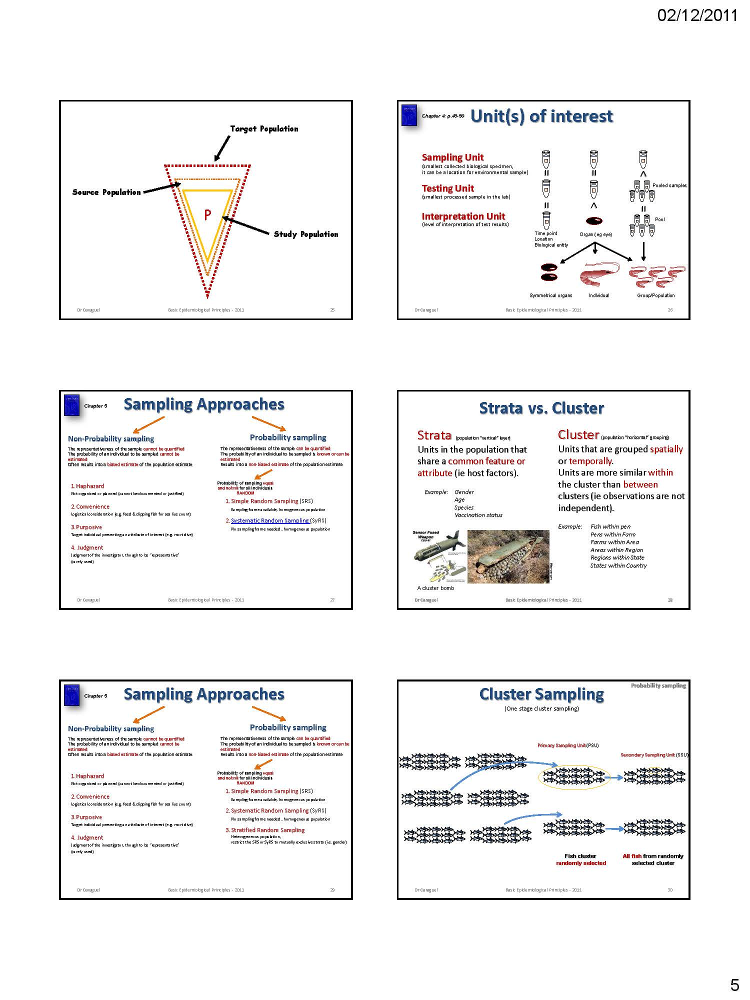 02/12/2011
Target Population
Source Population
P
Study Population
Dr Caraguel
Basic Epidemiological Principles - 2011
25
Chapter 4: p.49-50
Unit(s) of interest
Sampling Unit
(smallest collected biological specimen,
it can be a location for environmental sample)
Testing Unit
(smallest processed sample in the lab)
Interpretation Unit
(level of interpretation of test results)
=
=
<
Pooled samples
=
<
=
Pool
Time point
Location
Biological entity
Organ (eg eye)
Symmetrical organs
Individual
Group/Population
Dr Caraguel
Basic Epidemiological Principles - 2011
26
Chapter 5
Sampling Approaches
Non-Probability sampling
The representativeness of the sample cannot be quantified
The probability of an individual to be sampled cannot be
estimated
Often results into a biased estimate of the population estimate
1. Haphazard
Not organized or planned (cannot be documented or justified)
2. Convenience
Logistical consideration (e.g. feed & dipping fish for sea lice count)
3. Purposive
Target individual presenting an attribute of interest (e.g. mort dive)
4. Judgment
Judgment of the investigator, though to be "representative"
(rarely used)
Probability sampling
The representativeness of the sample can be quantified
The probability of an individual to be sampled is known or can be
estimated
Results into a non-biased estimate of the population estimate
Probability of sampling equal
and not nil for all individuals
RANDOM
1. Simple Random Sampling (SRS)
Sampling frame available, homogeneous population
2. Systematic Random Sampling (SyRS)
No sampling frame needed , homogeneous population
Dr Caraguel
Basic Epidemiological Principles - 2011
27
Strata vs. Cluster
Strata (population "vertical" layer)
Units in the population that
share a common feature or
attribute (ie host factors).
Example: Gender
Age
Species
Vaccination status
Sensor Fused
Weapon
CBU-97
A cluster bomb
Cluster (population "horizontal" grouping)
Units that are grouped spatially
or temporally.
Units are more similar within
the cluster than between
clusters (ie observations are not
independent).
Example: Fish within pen
Pens within Farm
Farms within Area
Areas within Region
Regions within State
States within Country
Dr Caraguel
Basic Epidemiological Principles - 2011
28
Chapter 5
Sampling Approaches
Non-Probability sampling
The representativeness of the sample cannot be quantified
The probability of an individual to be sampled cannot be
estimated
Often results into a biased estimate of the population estimate
1. Haphazard
Not organized or planned (cannot be documented or justified)
2. Convenience
Logistical consideration (e.g. feed & dipping fish for sea lice count)
3. Purposive
Target individual presenting an attribute of interest (e.g. mort dive)
4. Judgment
Judgment of the investigator, though to be "representative"
(rarely used)
Probability sampling
The representativeness of the sample can be quantified
The probability of an individual to be sampled is known or can be
estimated
Results into a non-biased estimate of the population estimate
Probability of sampling equal
and not nil for all individuals
RANDOM
1. Simple Random Sampling (SRS)
Sampling frame available, homogeneous population
2. Systematic Random Sampling (SyRS)
No sampling frame needed , homogeneous population
3. Stratified Random Sampling
Heterogeneous population,
restrict the SRS or SyRS to mutually exclusive strata (i.e. gender)
Dr Caraguel
Basic Epidemiological Principles - 2011
29
Probability sampling
Cluster Sampling
(One stage cluster sampling)
Primary Sampling Unit (PSU)
Secondary Sampling Unit (SSU)
Fish cluster
randomly selected
All fish from randomly
selected cluster
Dr Caraguel
Basic Epidemiological Principles - 2011
30
5